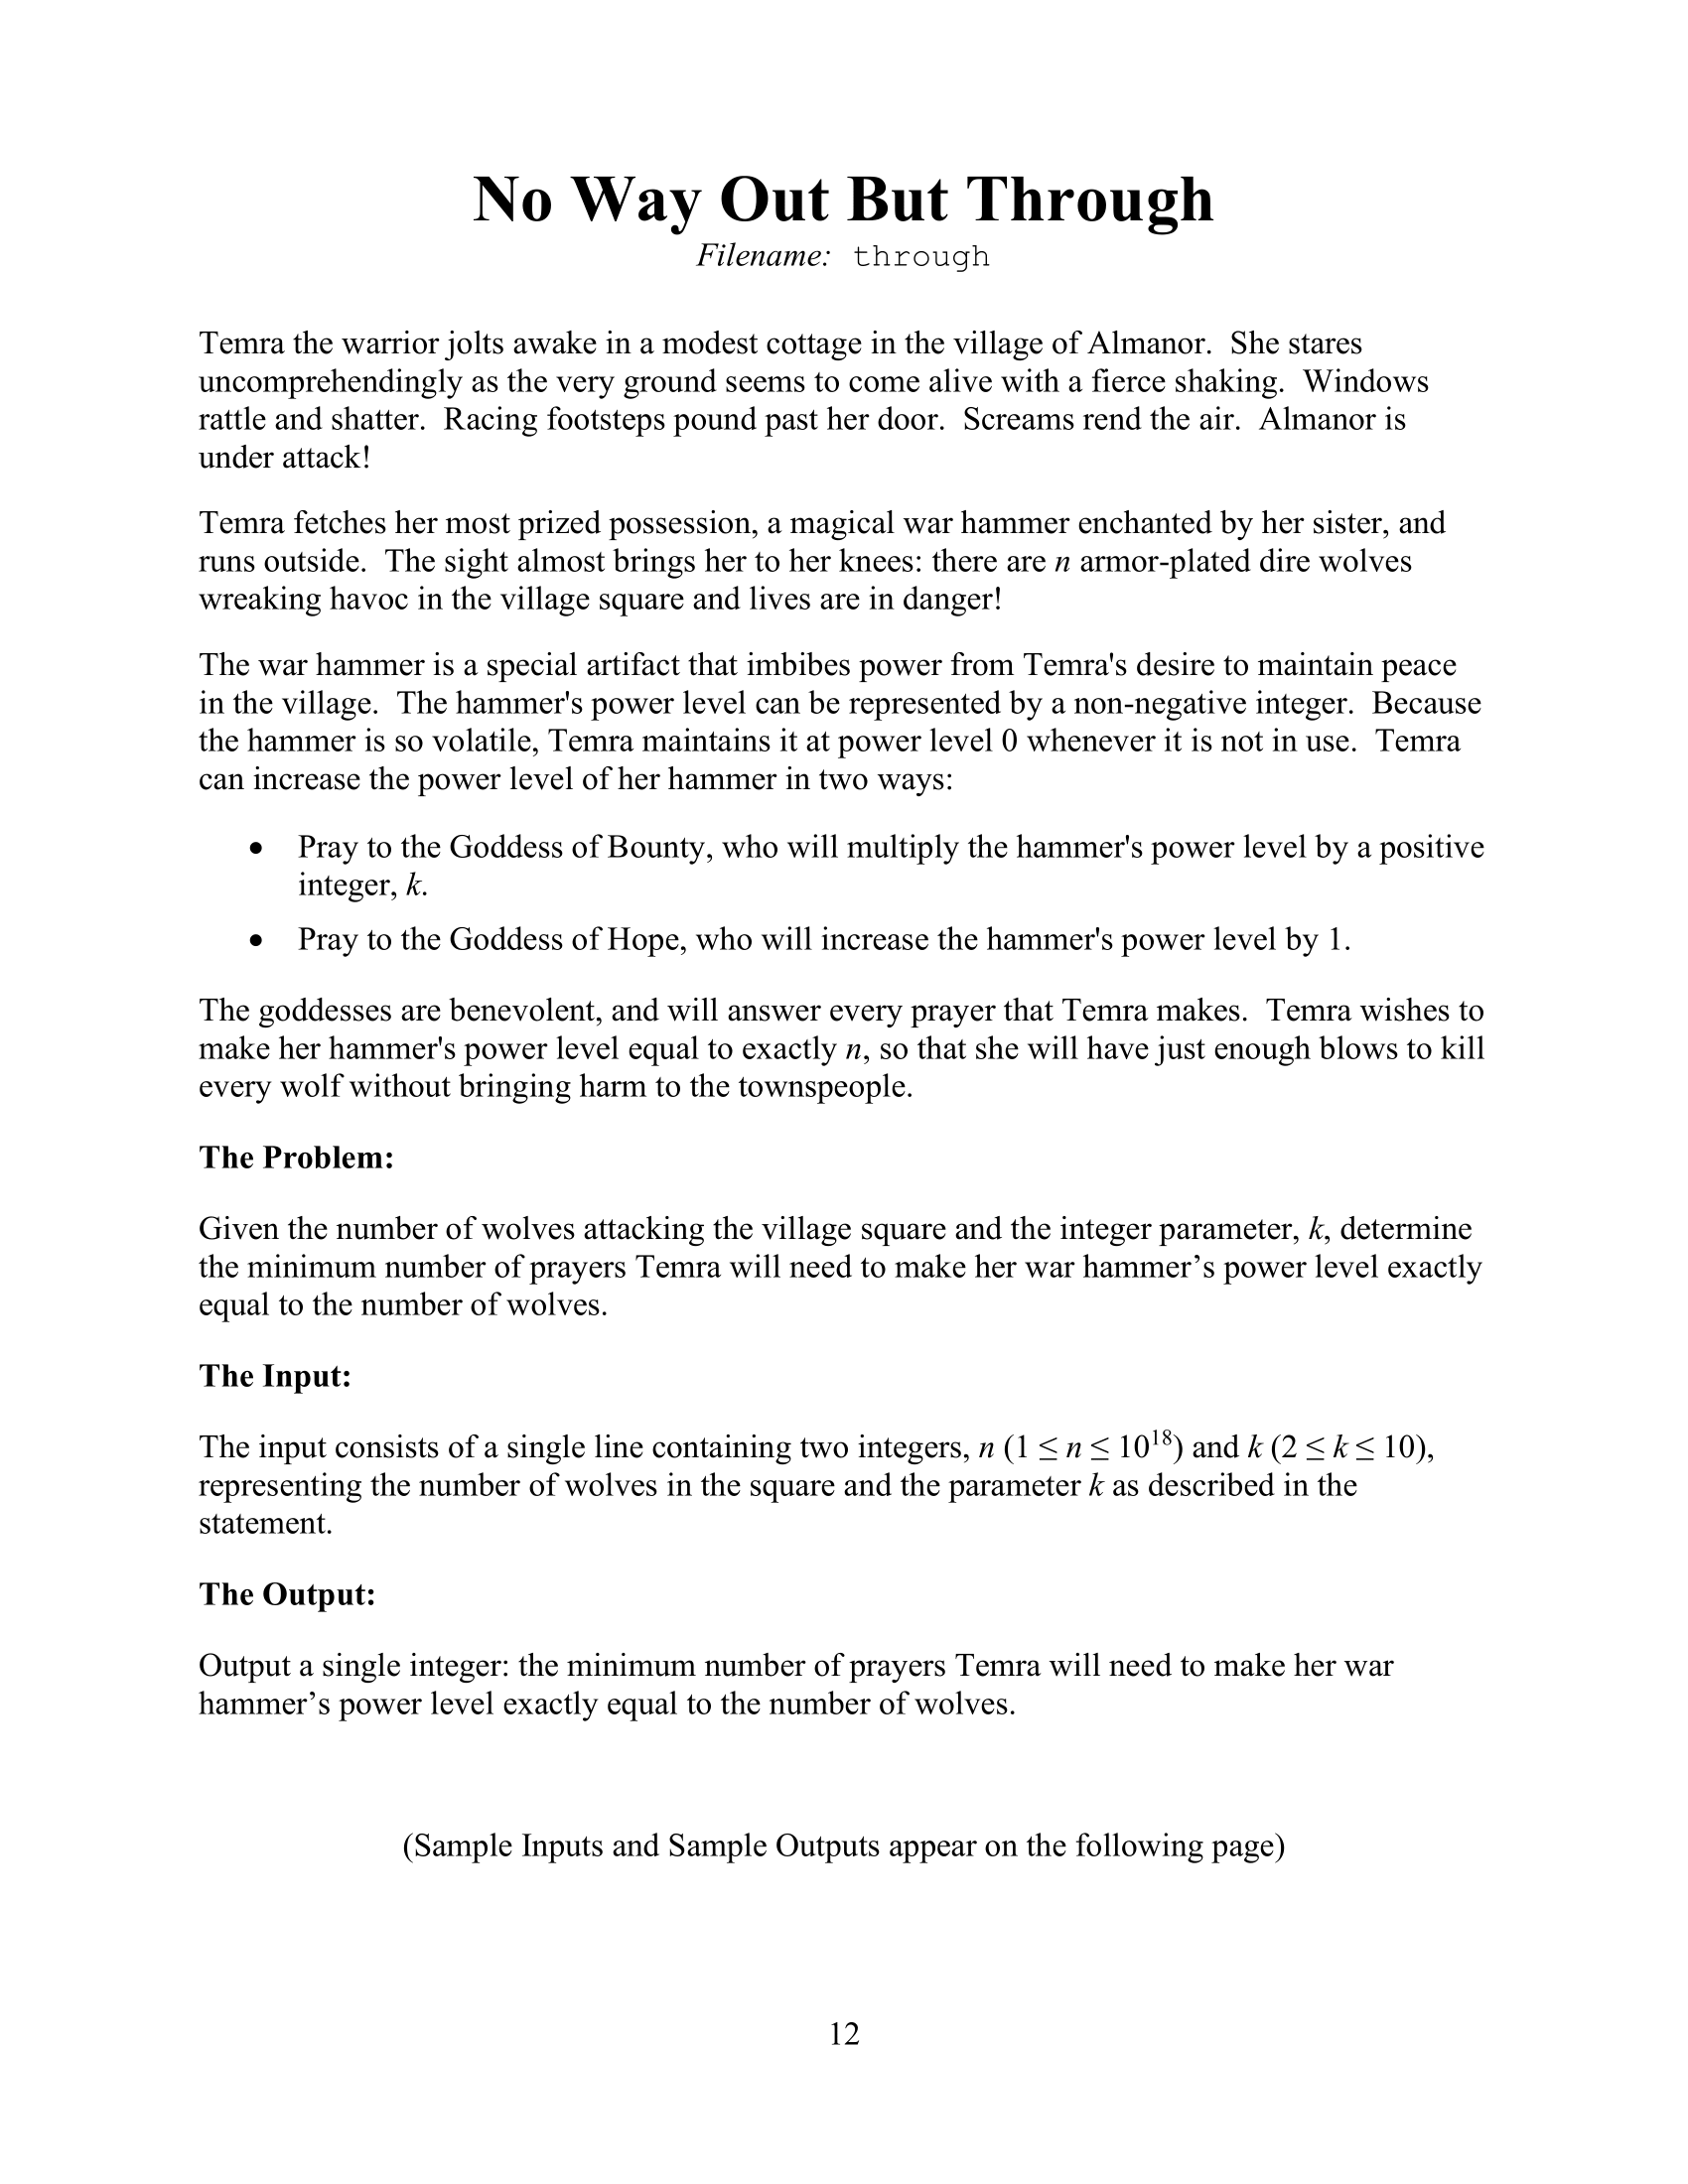 No Way Out But Through
Filename: through
Temra the warrior jolts awake in a modest cottage in the village of Almanor. She stares
uncomprehendingly as the very ground seems to come alive with a fierce shaking. Windows
rattle and shatter. Racing footsteps pound past her door. Screams rend the air. Almanor is
under attack!
Temra fetches her most prized possession, a magical war hammer enchanted by her sister, and
runs outside. The sight almost brings her to her knees: there are n armor-plated dire wolves
wreaking havoc in the village square and lives are in danger!
The war hammer is a special artifact that imbibes power from Temra's desire to maintain peace
in the village. The hammer's power level can be represented by a non-negative integer. Because
the hammer is so volatile, Temra maintains it at power level 0 whenever it is not in use. Temra
can increase the power level of her hammer in two ways:
• Pray to the Goddess of Bounty, who will multiply the hammer's power level by a positive
integer, k.
• Pray to the Goddess of Hope, who will increase the hammer's power level by 1.
The goddesses are benevolent, and will answer every prayer that Temra makes. Temra wishes to
make her hammer's power level equal to exactly n, so that she will have just enough blows to kill
every wolf without bringing harm to the townspeople.
The Problem:
Given the number of wolves attacking the village square and the integer parameter, k, determine
the minimum number of prayers Temra will need to make her war hammer’s power level exactly
equal to the number of wolves.
The Input:
The input consists of a single line containing two integers, n (1 ≤ n ≤ 10¹⁸) and k (2 ≤ k ≤ 10),
representing the number of wolves in the square and the parameter k as described in the
statement.
The Output:
Output a single integer: the minimum number of prayers Temra will need to make her war
hammer’s power level exactly equal to the number of wolves.
(Sample Inputs and Sample Outputs appear on the following page)
12